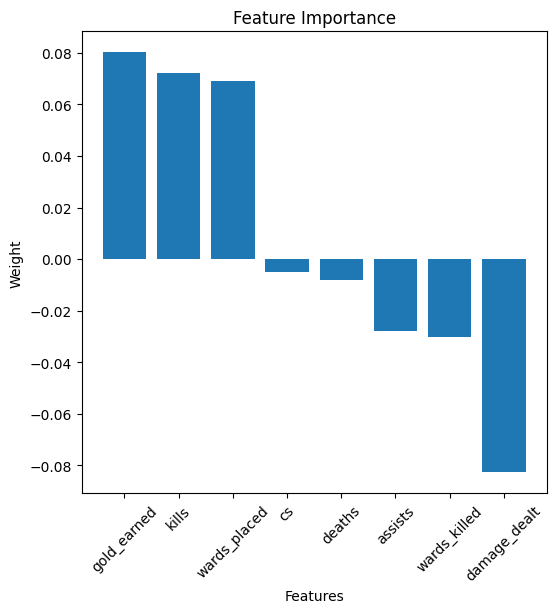 Feature Importance
Weight
0.08
0.06
0.04
0.02
0.00
−0.02
−0.04
−0.06
−0.08
gold_earned
kills
wards_placed
cs
deaths
assists
wards_killed
damage_dealt
Features